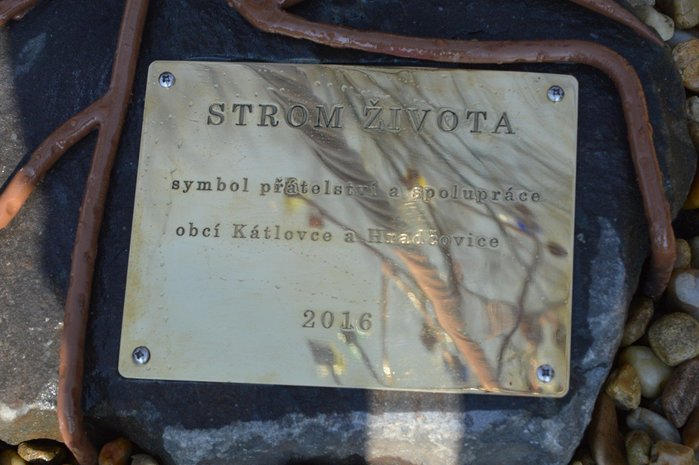 STROM ŽIVOTA
symbol přátelství a spolupráce
obcí Kátlovce a Hradčovice
2016